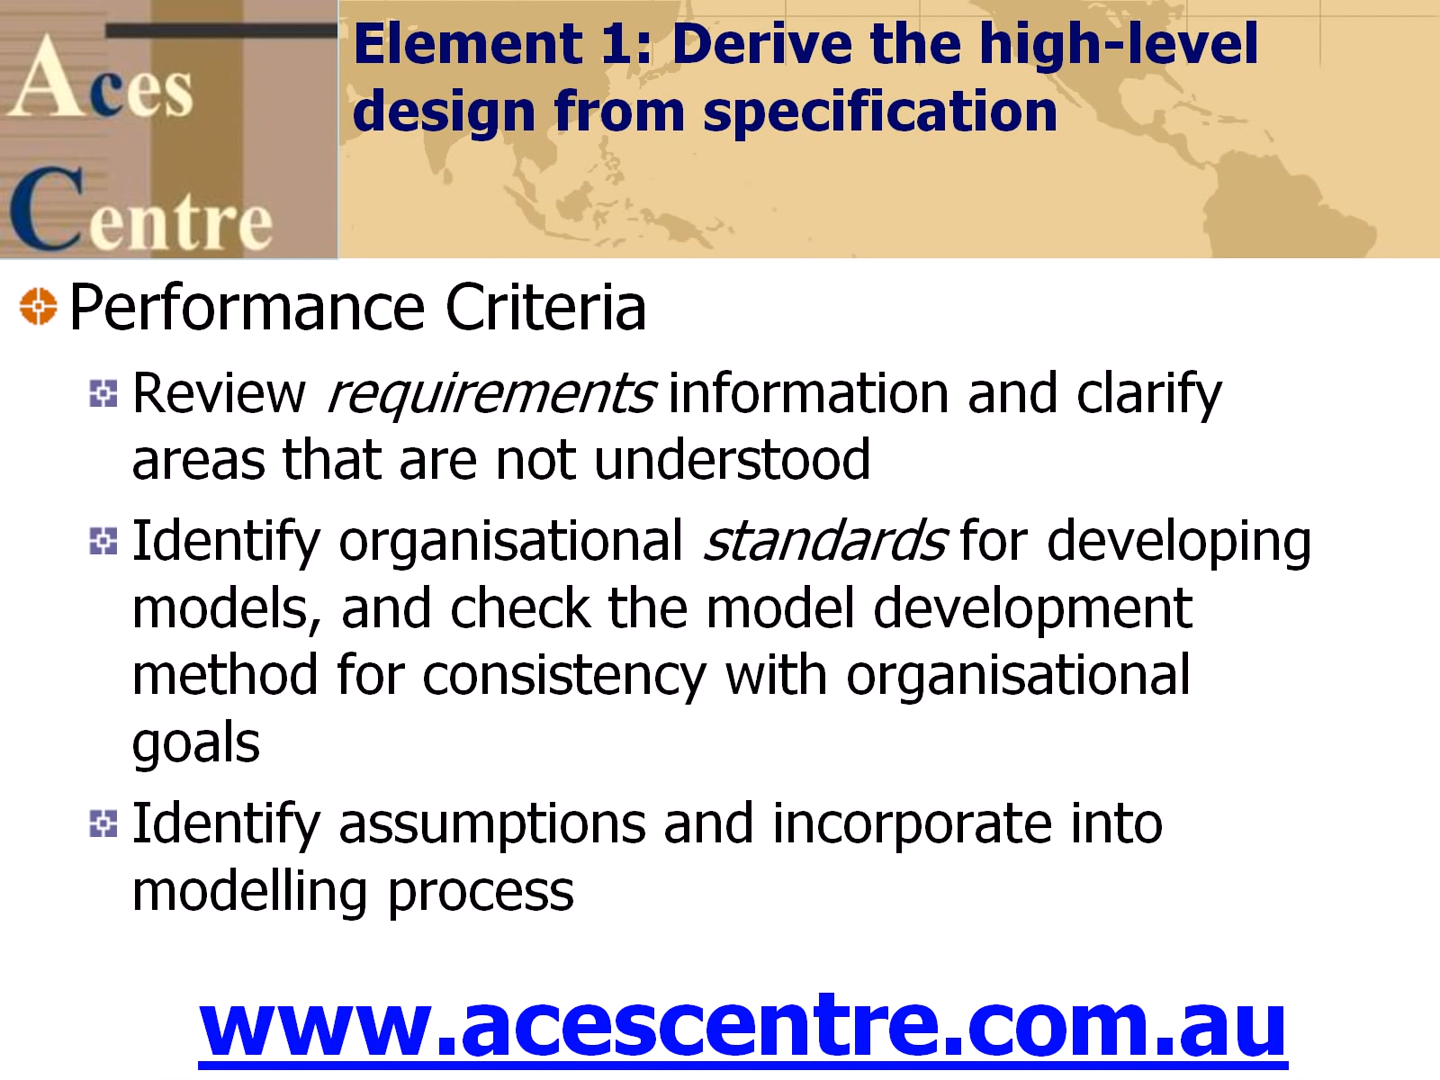 Aces
Centre
Element 1: Derive the high-level
design from specification
Performance Criteria
Review requirements information and clarify
areas that are not understood
Identify organisational standards for developing
models, and check the model development
method for consistency with organisational
goals
Identify assumptions and incorporate into
modelling process
www.acescentre.com.au